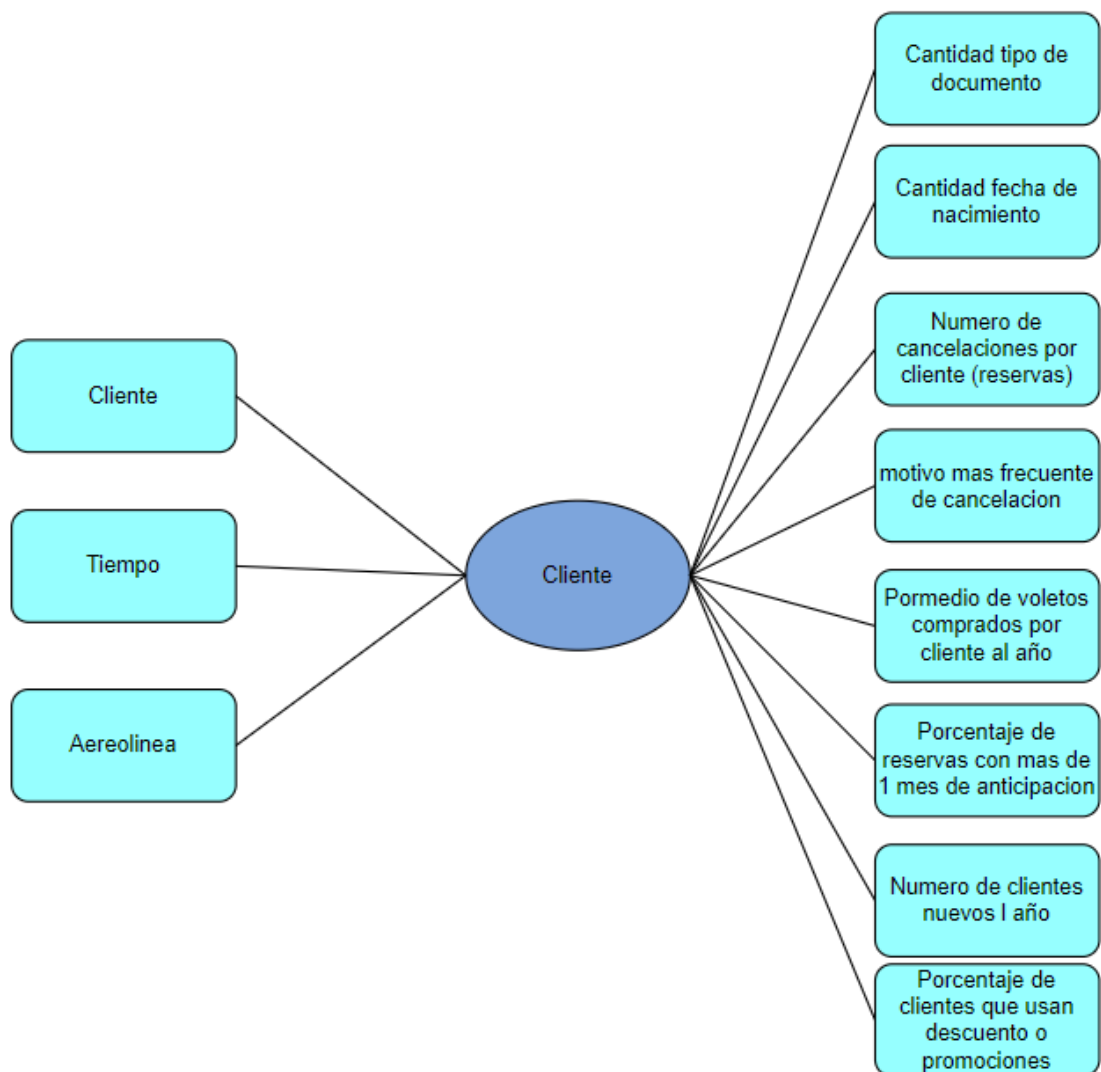 Cliente
Tiempo
Aereolinea
Cliente
Cantidad tipo de
documento
Cantidad fecha de
nacimiento
Numero de
cancelaciones por
cliente (reservas)
motivo mas frecuente
de cancelacion
Pormedio de voletos
comprados por
cliente al año
Porcentaje de
reservas con mas de
1 mes de anticipacion
Numero de clientes
nuevos l año
Porcentaje de
clientes que usan
descuento o
promociones